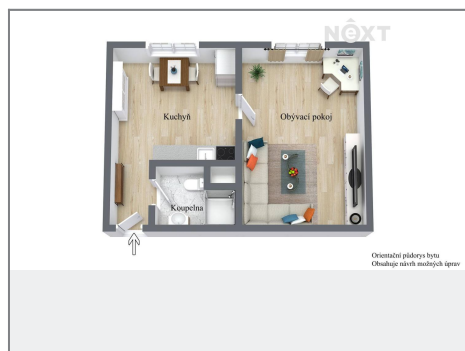 NEXT
Kuchyň
Obývací pokoj
Koupelna
Orientační půdorys bytu
Obsahuje návrh možných úprav